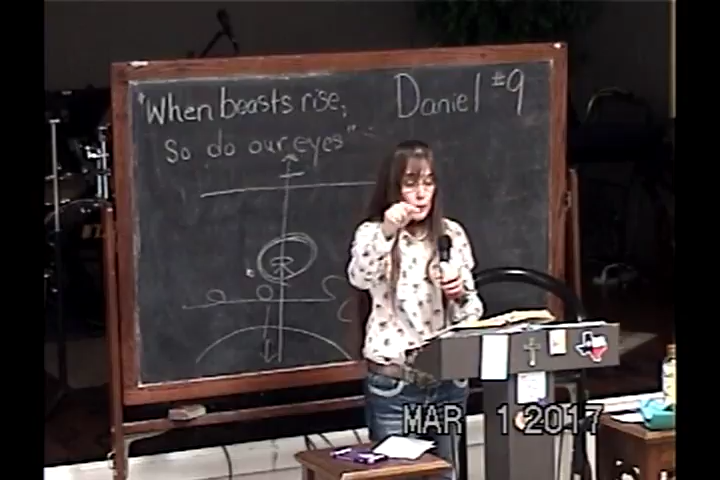 "When beasts rise,
So do our eyes"
Daniel #9
MAR 1 2017